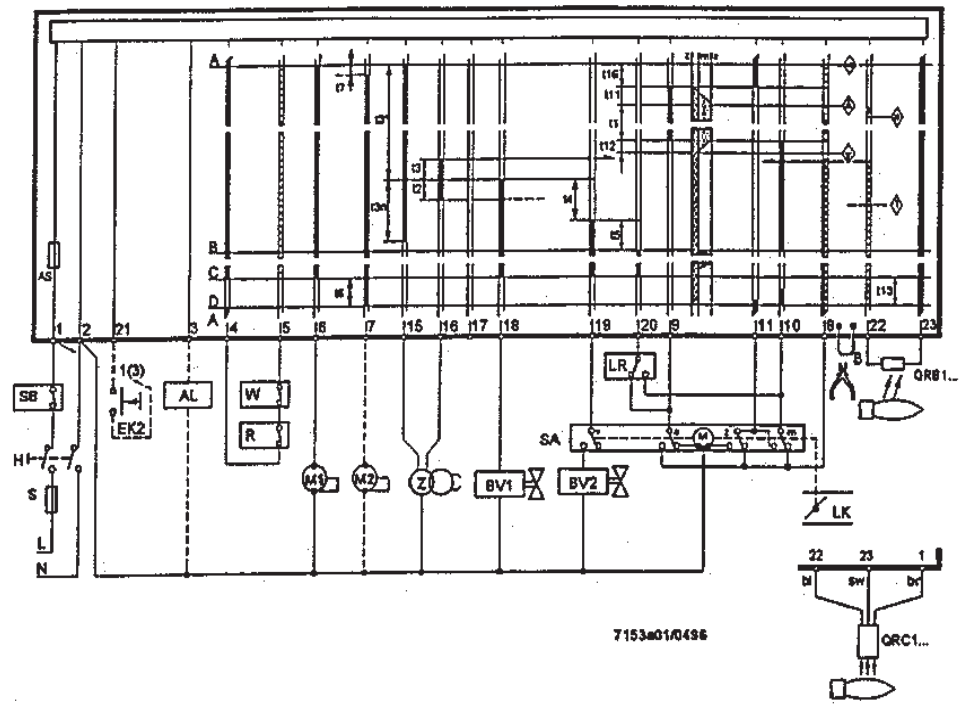 A
t7
t16
t11
t1
t12
t3
t2
t3n
t4
t5
B
AS
C
D
A
t6
t13
1 2 21 3 4 5 6 7 15 16 17 18 19 20 9 11 10 8 22 23
B
QRB1...
1(3)
SB
AL
W
LR
EK2
R
SA
M
H
M1 M2 Z BV1 BV2
S
LK
L
N
22 23 1
bl sw br
7153a01/0496
QRC1...